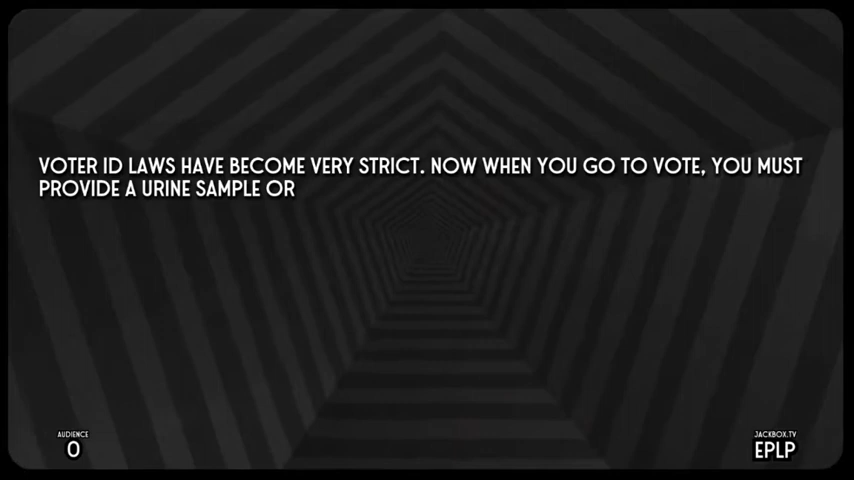 VOTER ID LAWS HAVE BECOME VERY STRICT. NOW WHEN YOU GO TO VOTE, YOU MUST
PROVIDE A URINE SAMPLE OR
AUDIENCE
0
JACKBOX.TV
EPLP